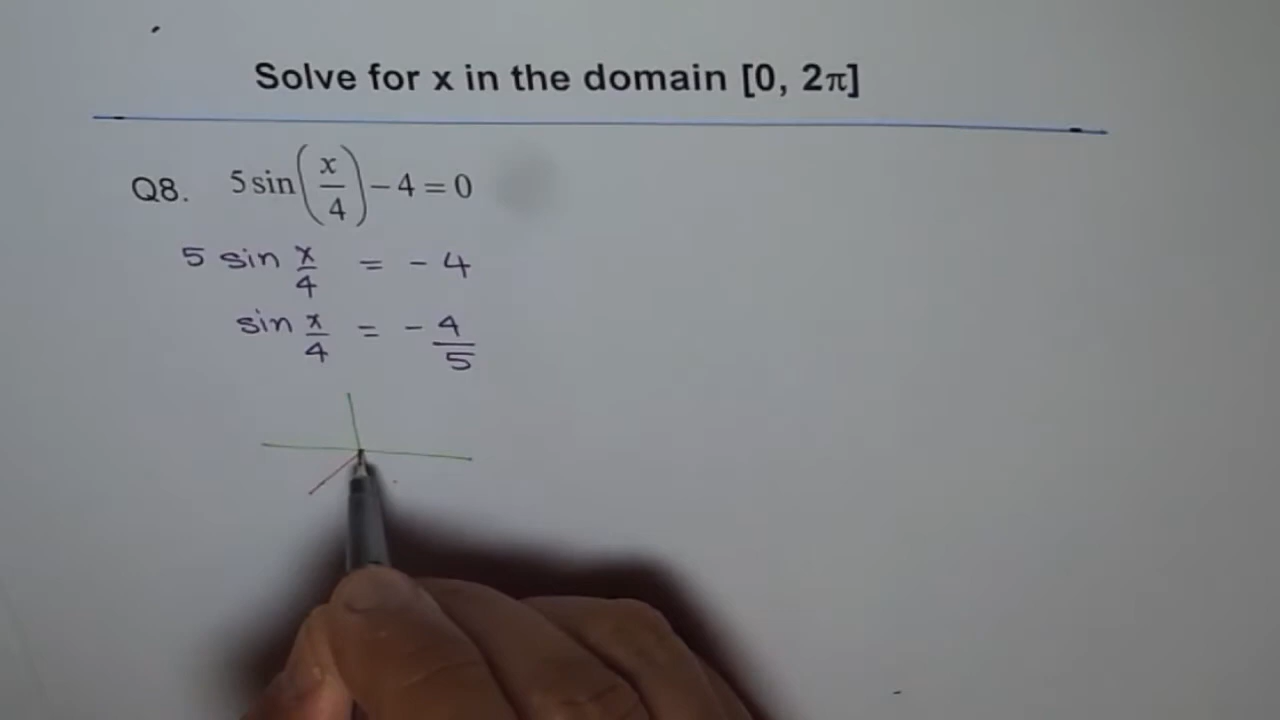 Solve for x in the domain [0, 2π]
Q8. 5 sin(x/4) − 4 = 0
5 sin x/4 = - 4
sin x/4 = - 4/5